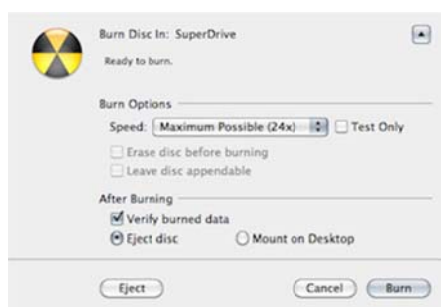 Burn Disc In: SuperDrive
Ready to burn.
Burn Options
Speed: Maximum Possible (24x) Test Only
Erase disc before burning
Leave disc appendable
After Burning
Verify burned data
Eject disc Mount on Desktop
Eject Cancel Burn